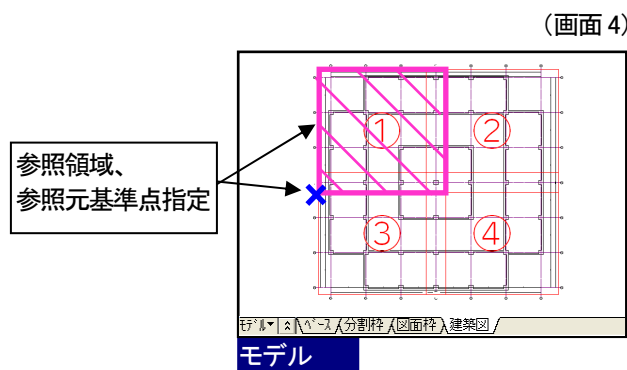 （画面 4）
① ②
参照領域、
参照元基準点指定
③ ④
ﾓﾃﾞﾙ ﾍﾞｰｽ 分割枠 図面枠 建築図
モデル